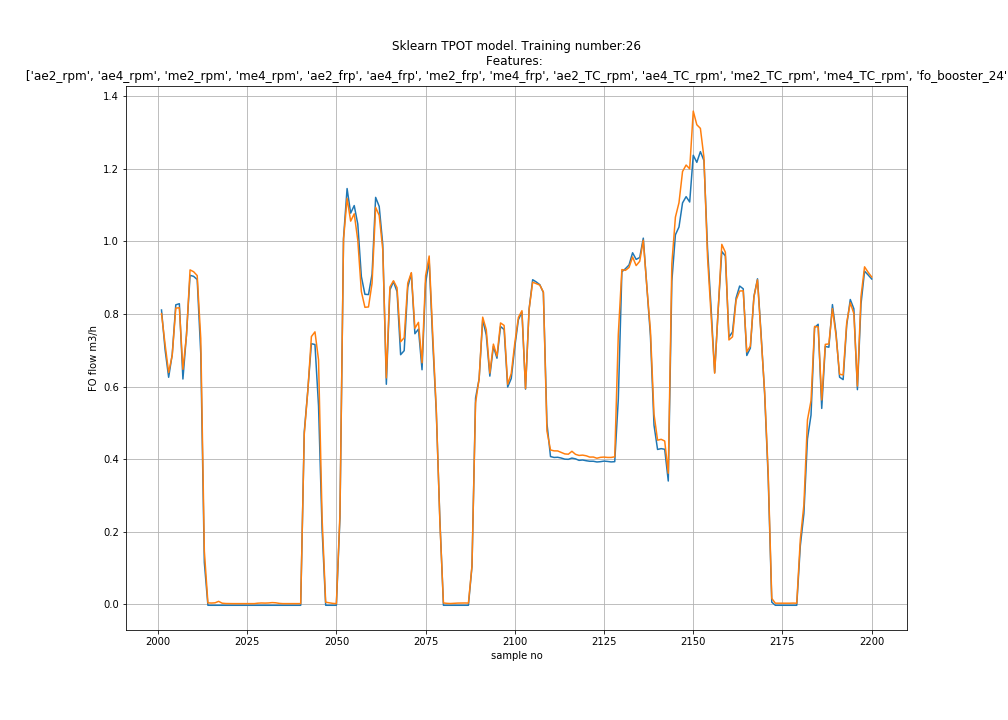 Sklearn TPOT model. Training number:26
Features:
['ae2_rpm', 'ae4_rpm', 'me2_rpm', 'me4_rpm', 'ae2_frp', 'ae4_frp', 'me2_frp', 'me4_frp', 'ae2_TC_rpm', 'ae4_TC_rpm', 'me2_TC_rpm', 'me4_TC_rpm', 'fo_booster_24'
1.4
1.2
1.0
0.8
0.6
0.4
0.2
0.0
FO flow m3/h
2000 2025 2050 2075 2100 2125 2150 2175 2200
sample no